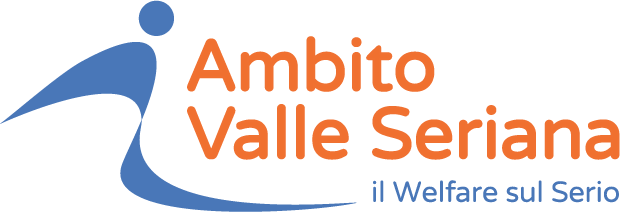 Ambito
Valle Seriana
il Welfare sul Serio